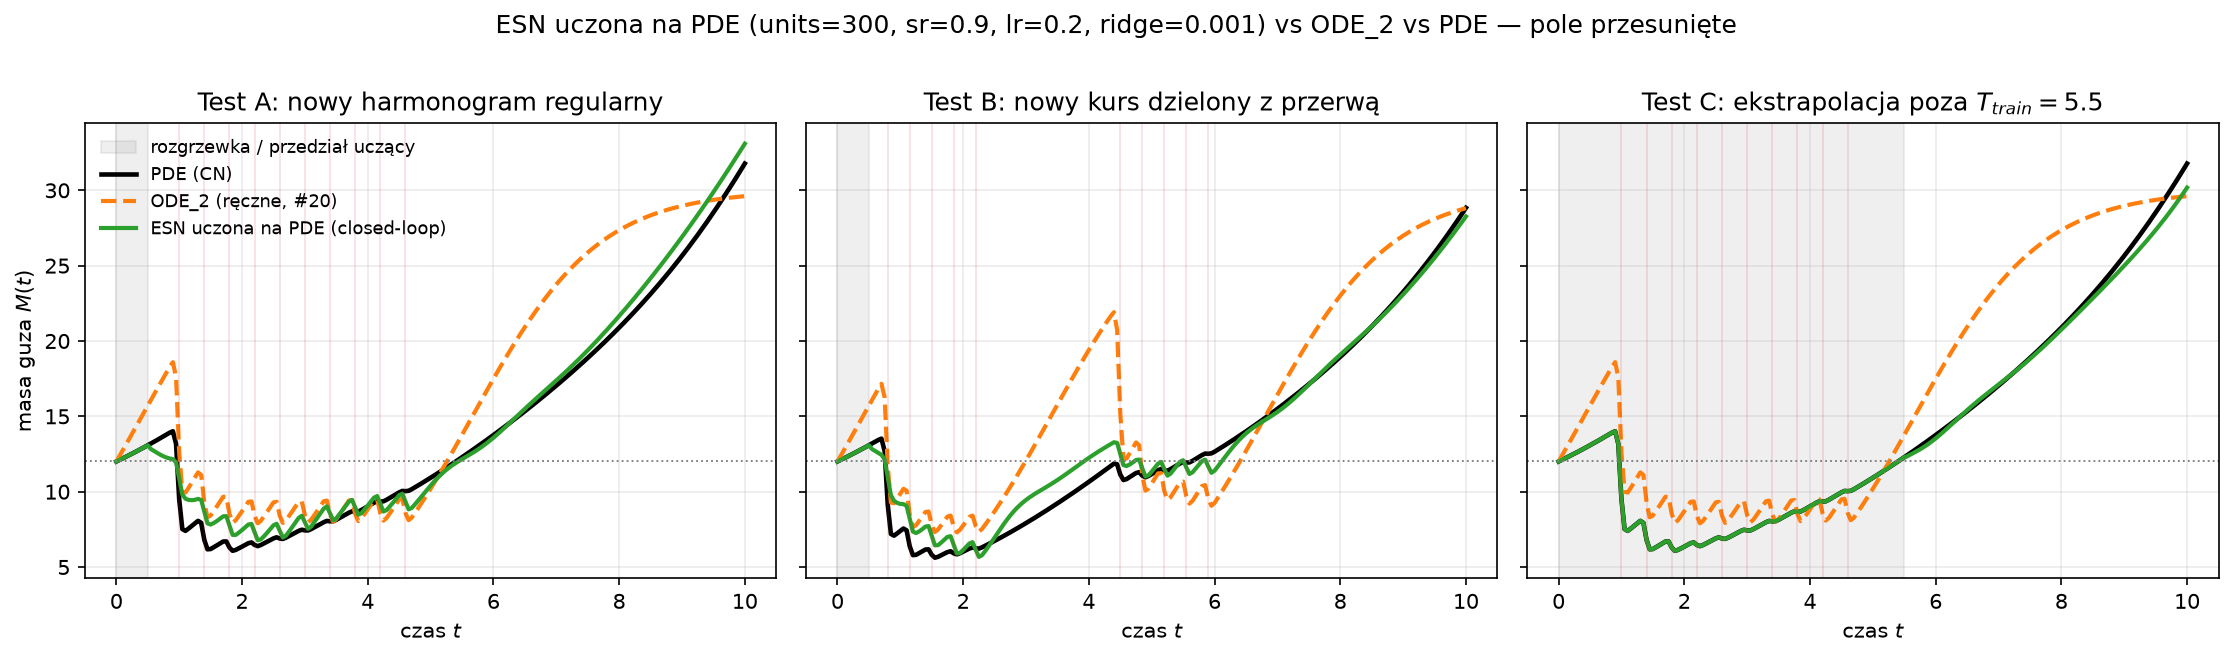 ESN uczona na PDE (units=300, sr=0.9, lr=0.2, ridge=0.001) vs ODE_2 vs PDE — pole przesunięte
Test A: nowy harmonogram regularny
Test B: nowy kurs dzielony z przerwą
Test C: ekstrapolacja poza $T_{train} = 5.5$
rozgrzewka / przedział uczący
PDE (CN)
ODE_2 (ręczne, #20)
ESN uczona na PDE (closed-loop)
masa guza M(t)
30
25
20
15
10
5
0 2 4 6 8 10
0 2 4 6 8 10
0 2 4 6 8 10
czas t
czas t
czas t